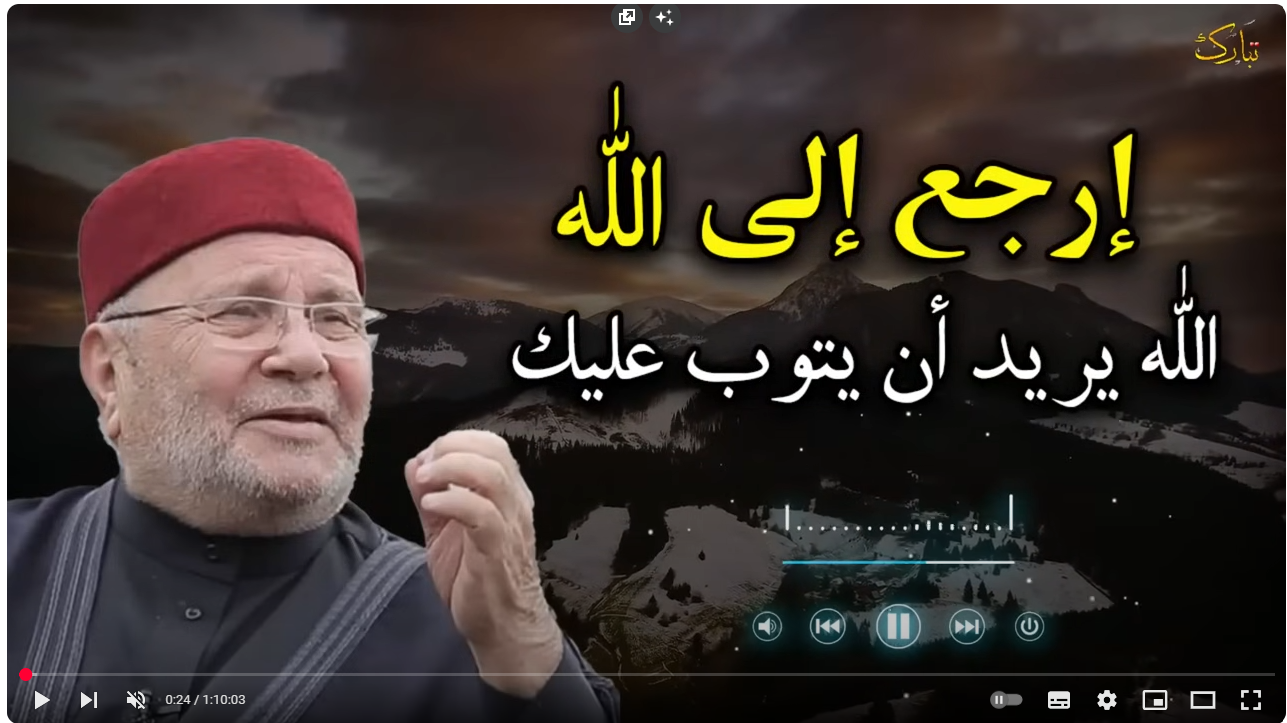 تبارك
إرجع إلى الله
الله يريد أن يتوب عليك
0:24 / 1:10:03